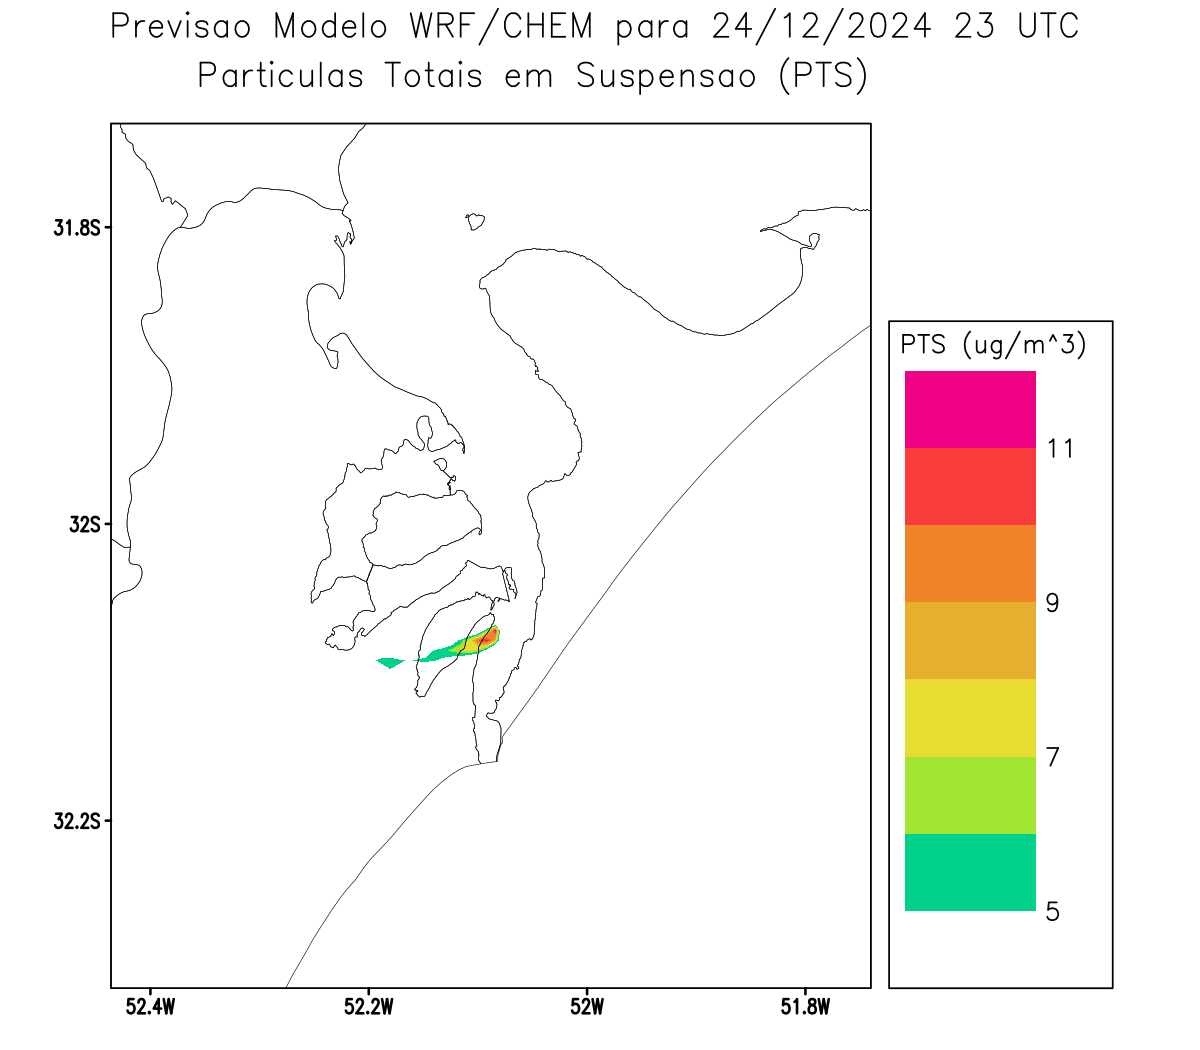 Previsao Modelo WRF/CHEM para 24/12/2024 23 UTC
Particulas Totais em Suspensao (PTS)
31.8S
32S
32.2S
52.4W
52.2W
52W
51.8W
PTS (ug/m^3)
11
9
7
5